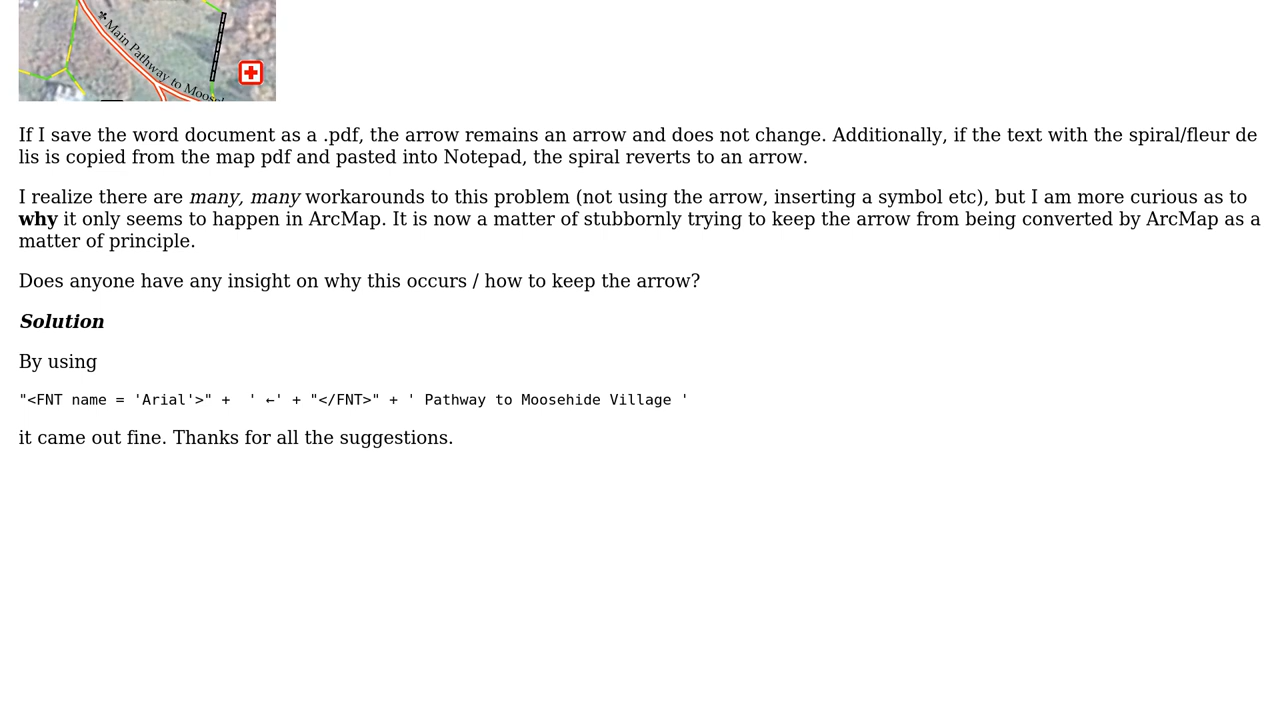 Main Pathway to Moose
If I save the word document as a .pdf, the arrow remains an arrow and does not change. Additionally, if the text with the spiral/fleur de
lis is copied from the map pdf and pasted into Notepad, the spiral reverts to an arrow.
I realize there are many, many workarounds to this problem (not using the arrow, inserting a symbol etc), but I am more curious as to
why it only seems to happen in ArcMap. It is now a matter of stubbornly trying to keep the arrow from being converted by ArcMap as a
matter of principle.
Does anyone have any insight on why this occurs / how to keep the arrow?
Solution
By using
"<FNT name = 'Arial'>" +  ' ←' + "</FNT>" + ' Pathway to Moosehide Village '
it came out fine. Thanks for all the suggestions.